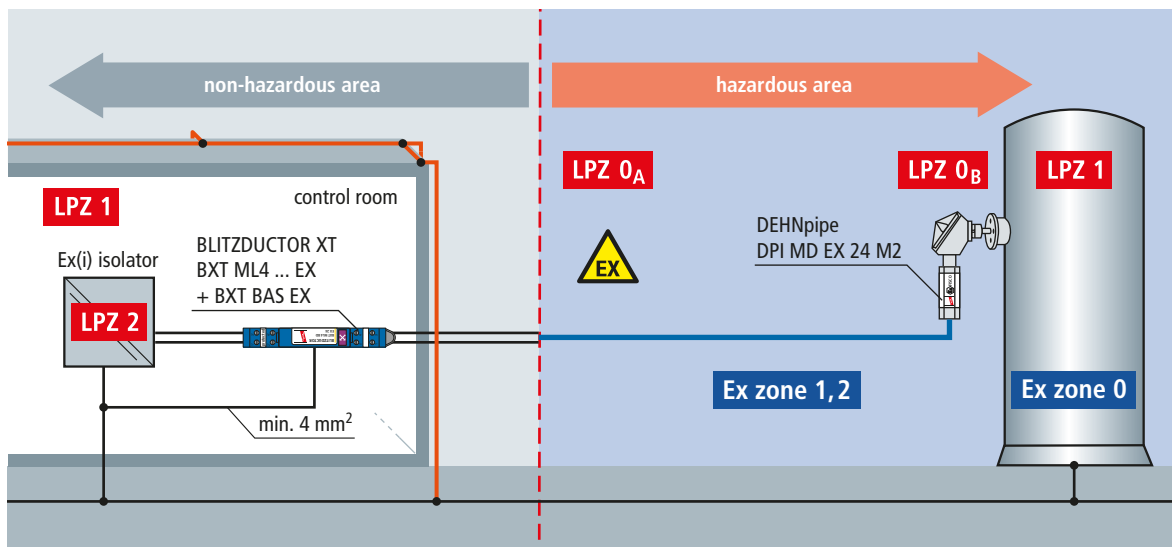 non-hazardous area
hazardous area
LPZ 0A
LPZ 0B
LPZ 1
LPZ 1
control room
BLITZDUCTOR XT
BXT ML4 ... EX
+ BXT BAS EX
Ex(i) isolator
LPZ 2
min. 4 mm²
EX
DEHNpipe
DPI MD EX 24 M2
Ex zone 1, 2
Ex zone 0